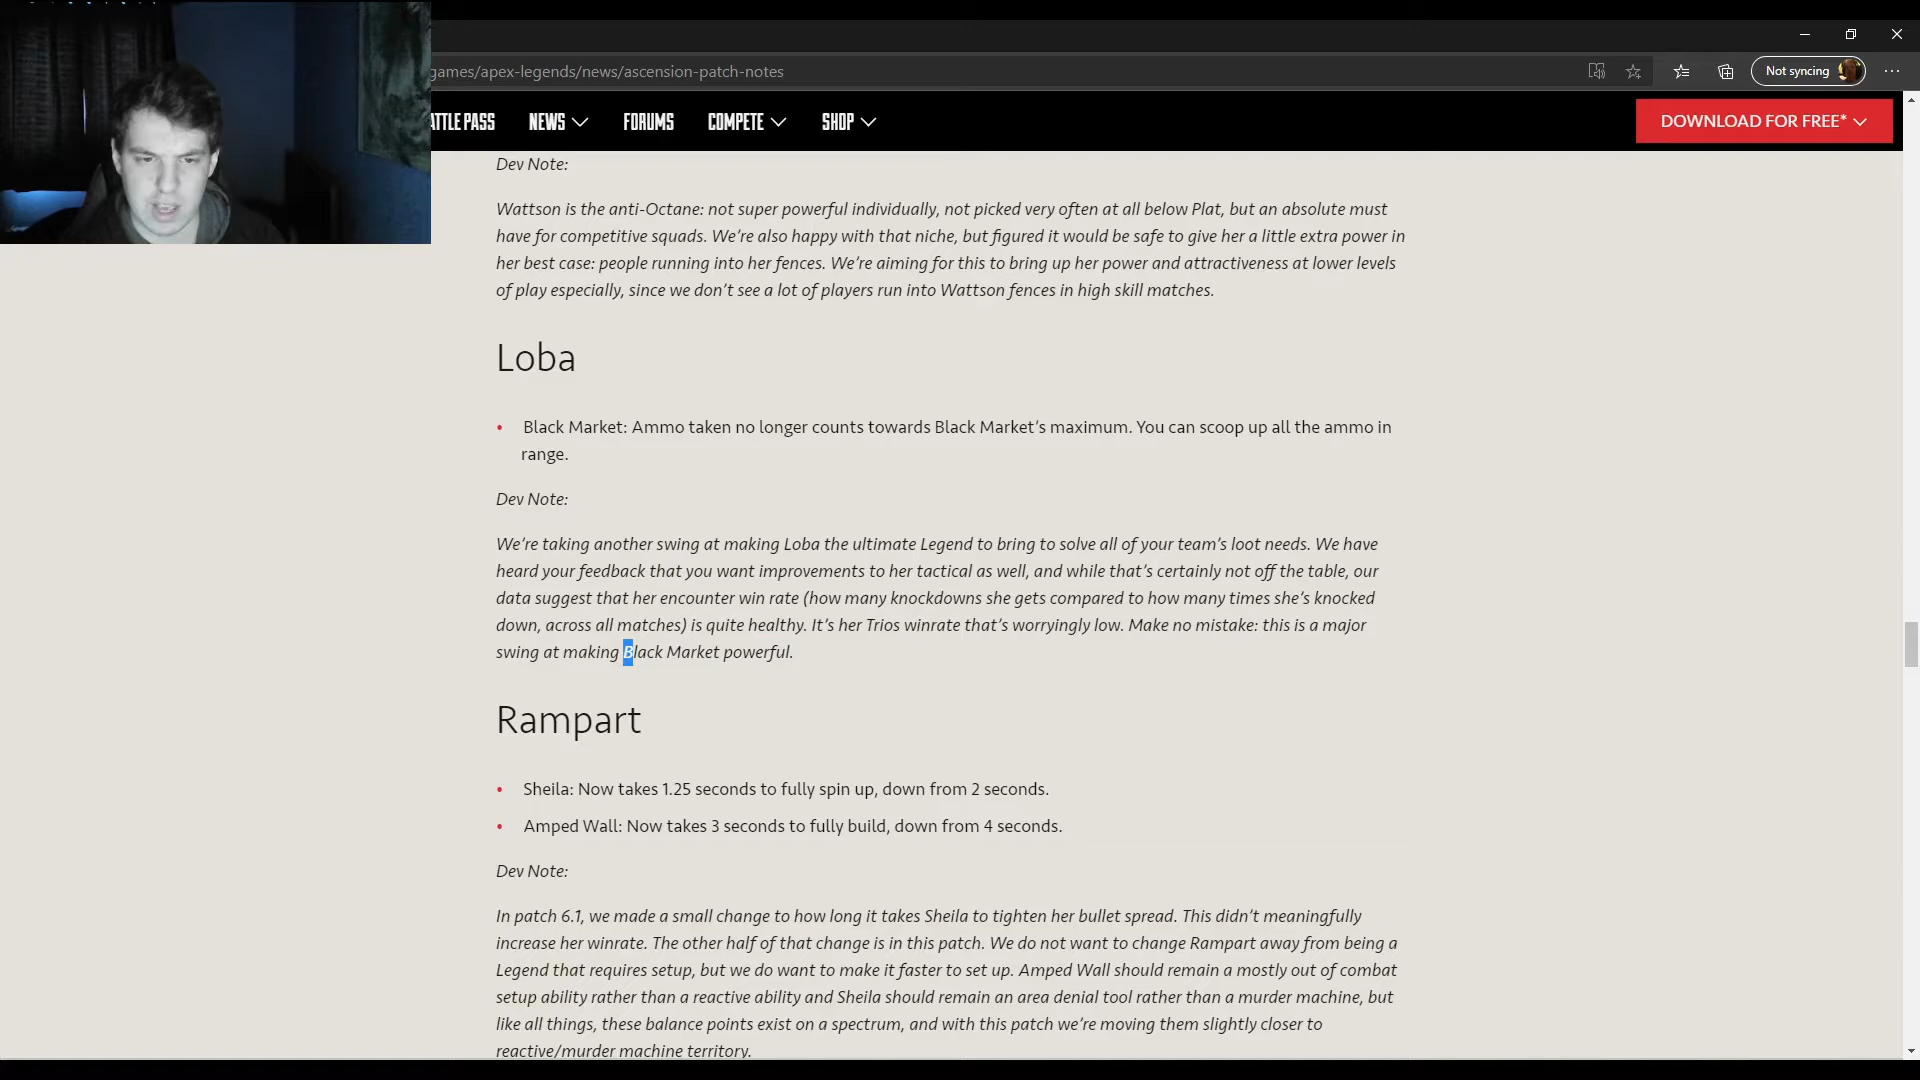 games/apex-legends/news/ascension-patch-notes
Not syncing
ATTLE PASS NEWS FORUMS COMPETE SHOP
DOWNLOAD FOR FREE*
Dev Note:
Wattson is the anti-Octane: not super powerful individually, not picked very often at all below Plat, but an absolute must
have for competitive squads. We’re also happy with that niche, but figured it would be safe to give her a little extra power in
her best case: people running into her fences. We’re aiming for this to bring up her power and attractiveness at lower levels
of play especially, since we don’t see a lot of players run into Wattson fences in high skill matches.
Loba
• Black Market: Ammo taken no longer counts towards Black Market’s maximum. You can scoop up all the ammo in
range.
Dev Note:
We’re taking another swing at making Loba the ultimate Legend to bring to solve all of your team’s loot needs. We have
heard your feedback that you want improvements to her tactical as well, and while that’s certainly not off the table, our
data suggest that her encounter win rate (how many knockdowns she gets compared to how many times she’s knocked
down, across all matches) is quite healthy. It’s her Trios winrate that’s worryingly low. Make no mistake: this is a major
swing at making Black Market powerful.
Rampart
• Sheila: Now takes 1.25 seconds to fully spin up, down from 2 seconds.
• Amped Wall: Now takes 3 seconds to fully build, down from 4 seconds.
Dev Note:
In patch 6.1, we made a small change to how long it takes Sheila to tighten her bullet spread. This didn’t meaningfully
increase her winrate. The other half of that change is in this patch. We do not want to change Rampart away from being a
Legend that requires setup, but we do want to make it faster to set up. Amped Wall should remain a mostly out of combat
setup ability rather than a reactive ability and Sheila should remain an area denial tool rather than a murder machine, but
like all things, these balance points exist on a spectrum, and with this patch we’re moving them slightly closer to
reactive/murder machine territory.